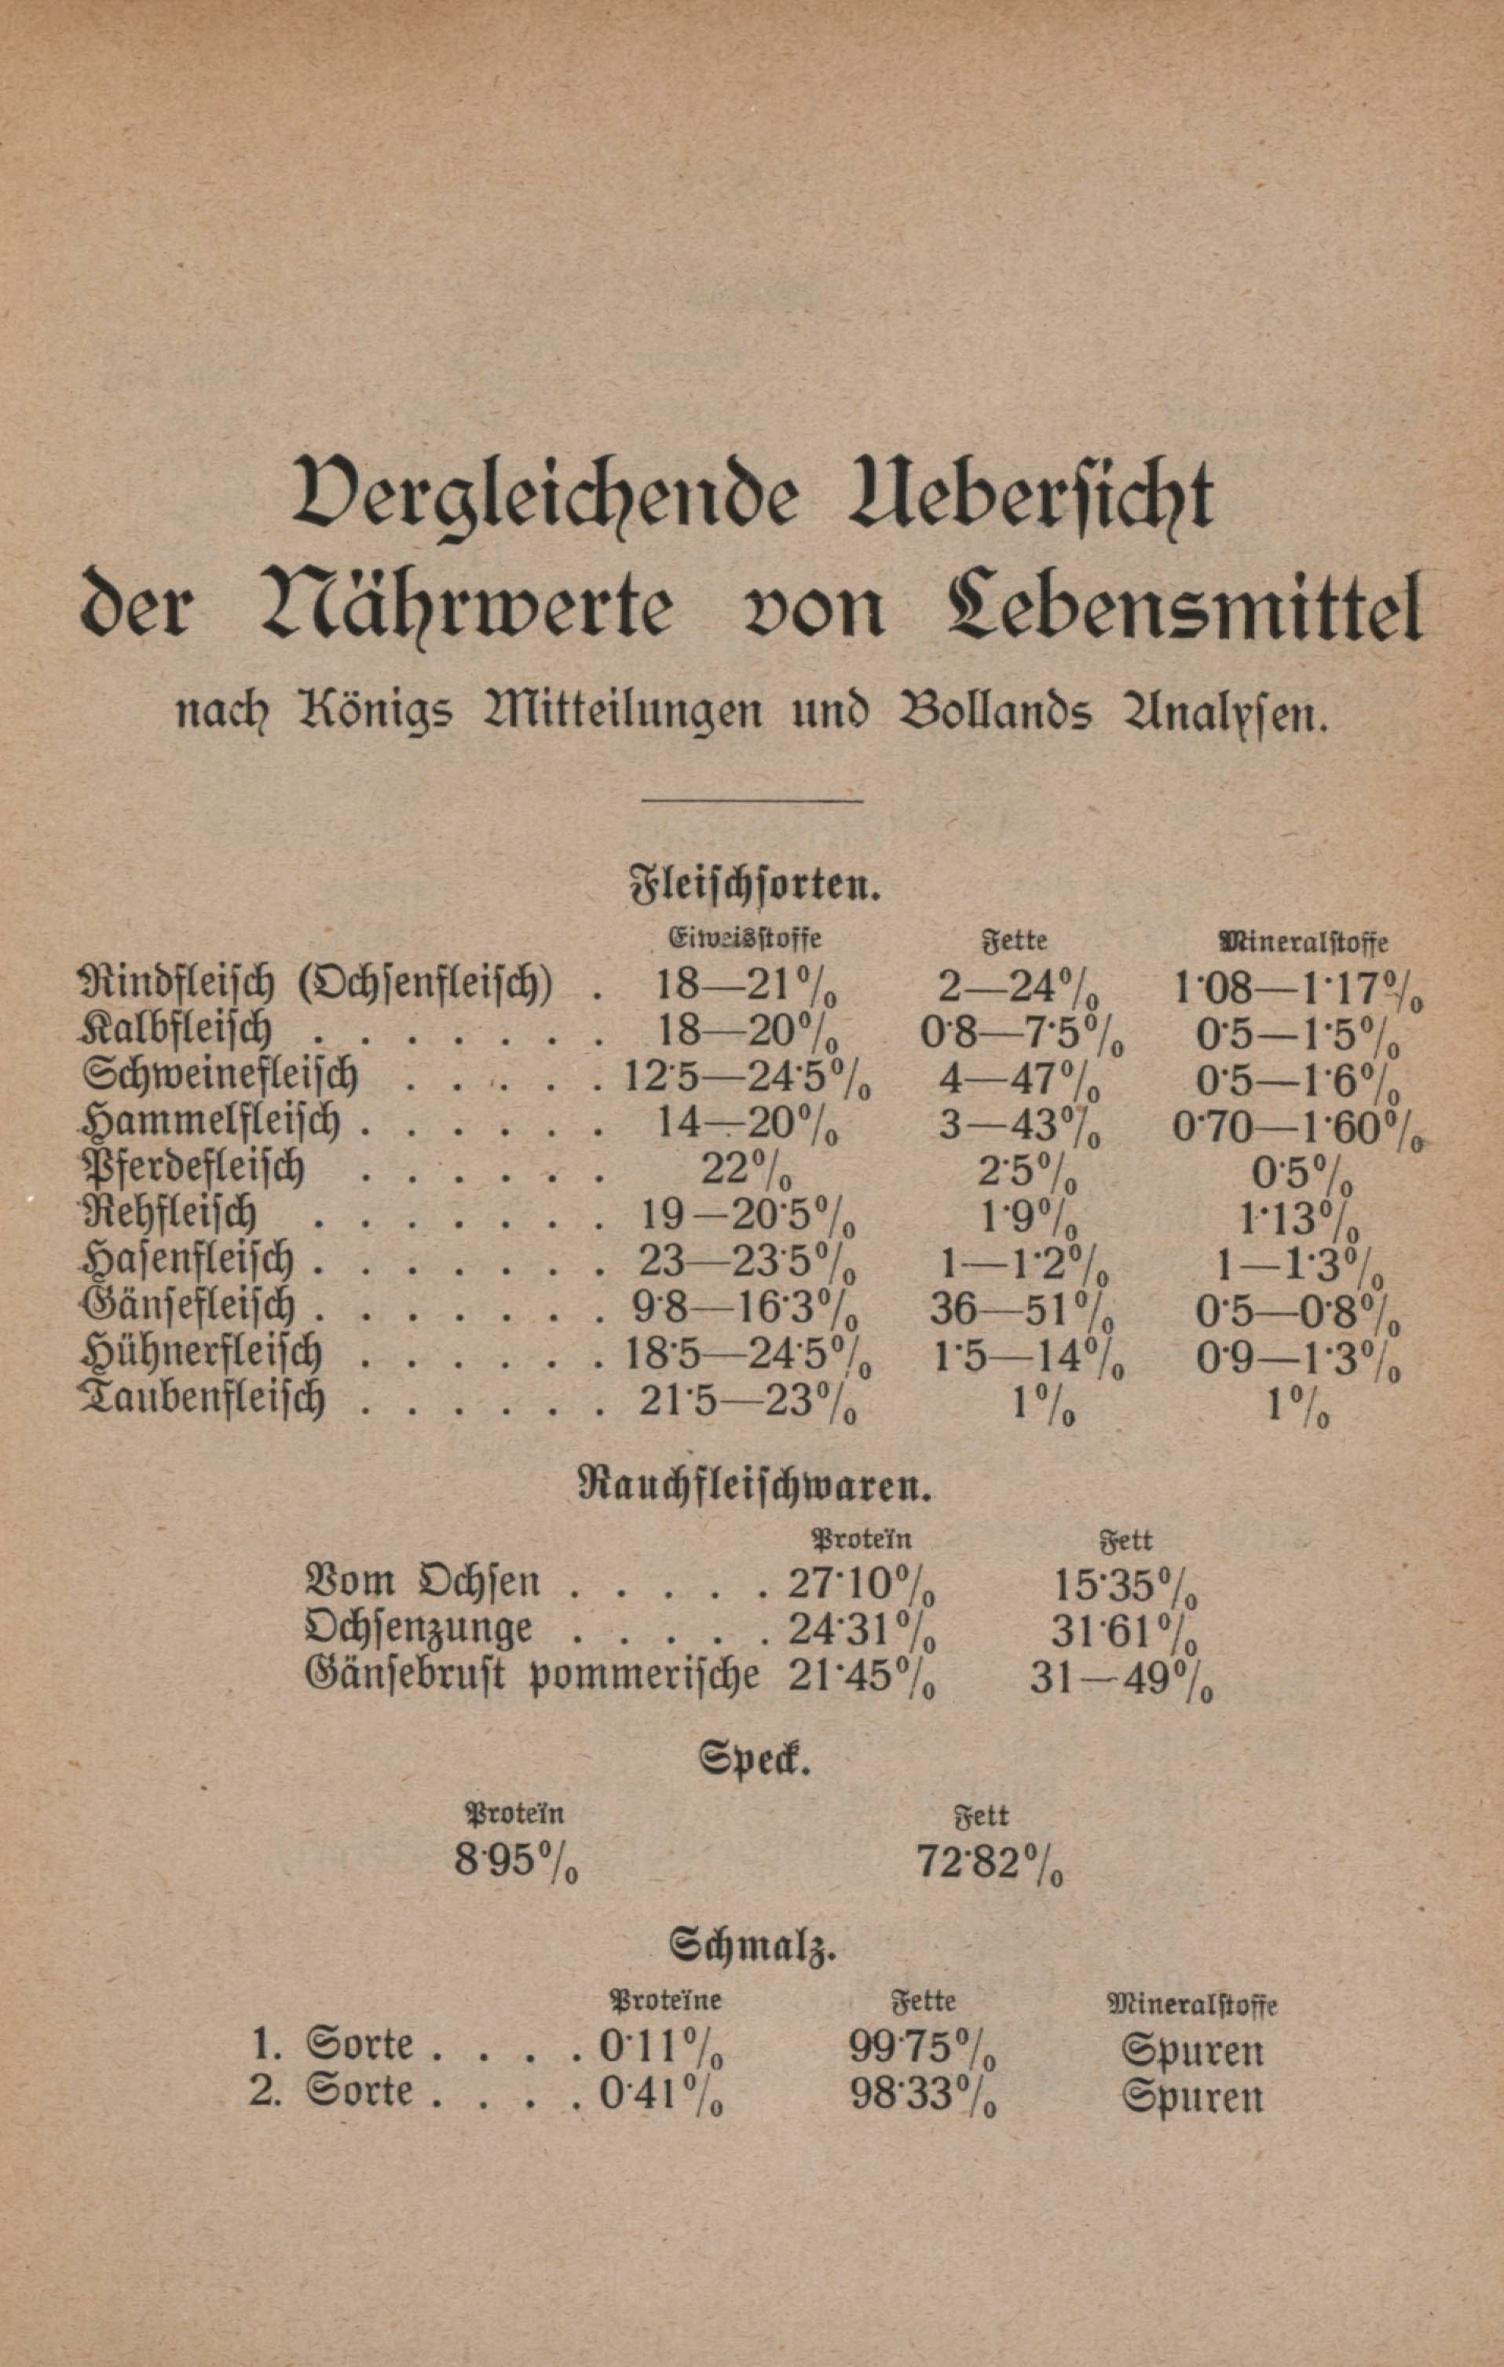 Vergleichende Uebersicht
der Nährwerte von Lebensmittel
nach Königs Mitteilungen und Bollands Analysen.
Fleischsorten.
Eiweisstoffe Fette Mineralstoffe
Rindfleisch (Ochsenfleisch) . 18—21% 2—24% 1·08—1·17%
Kalbfleisch . . . . . . . 18—20% 0·8—7·5% 0·5—1·5%
Schweinefleisch . . . . . 12·5—24·5% 4—47% 0·5—1·6%
Hammelfleisch . . . . . . 14—20% 3—43% 0·70—1·60%
Pferdefleisch . . . . . . 22% 2·5% 0·5%
Rehfleisch . . . . . . . 19—20·5% 1·9% 1·13%
Hasenfleisch . . . . . . . 23—23·5% 1—1·2% 1—1·3%
Gänsefleisch . . . . . . . 9·8—16·3% 36—51% 0·5—0·8%
Hühnerfleisch . . . . . . 18·5—24·5% 1·5—14% 0·9—1·3%
Taubenfleisch . . . . . . 21·5—23% 1% 1%
Rauchfleischwaren.
Proteïn Fett
Vom Ochsen . . . . . 27·10% 15·35%
Ochsenzunge . . . . . 24·31% 31·61%
Gänsebrust pommerische 21·45% 31—49%
Speck.
Proteïn Fett
8·95% 72·82%
Schmalz.
Proteïne Fette Mineralstoffe
1. Sorte . . . . 0·11% 99·75% Spuren
2. Sorte . . . . 0·41% 98·33% Spuren